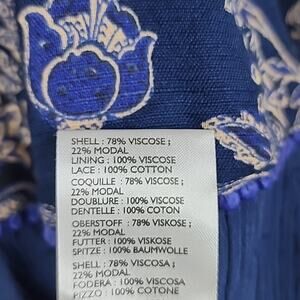 SHELL : 78% VISCOSE ;
22% MODAL
LINING : 100% VISCOSE
LACE : 100% COTTON
COQUILLE : 78% VISCOSE ;
22% MODAL
DOUBLURE : 100% VISCOSE
DENTELLE : 100% COTON
OBERSTOFF : 78% VISKOSE ;
22% MODAL
FUTTER : 100% VISKOSE
SPITZE : 100% BAUMWOLLE
SHELL : 78% VISCOSA ;
22% MODAL
FODERA : 100% VISCOSA
PIZZO : 100% COTONE